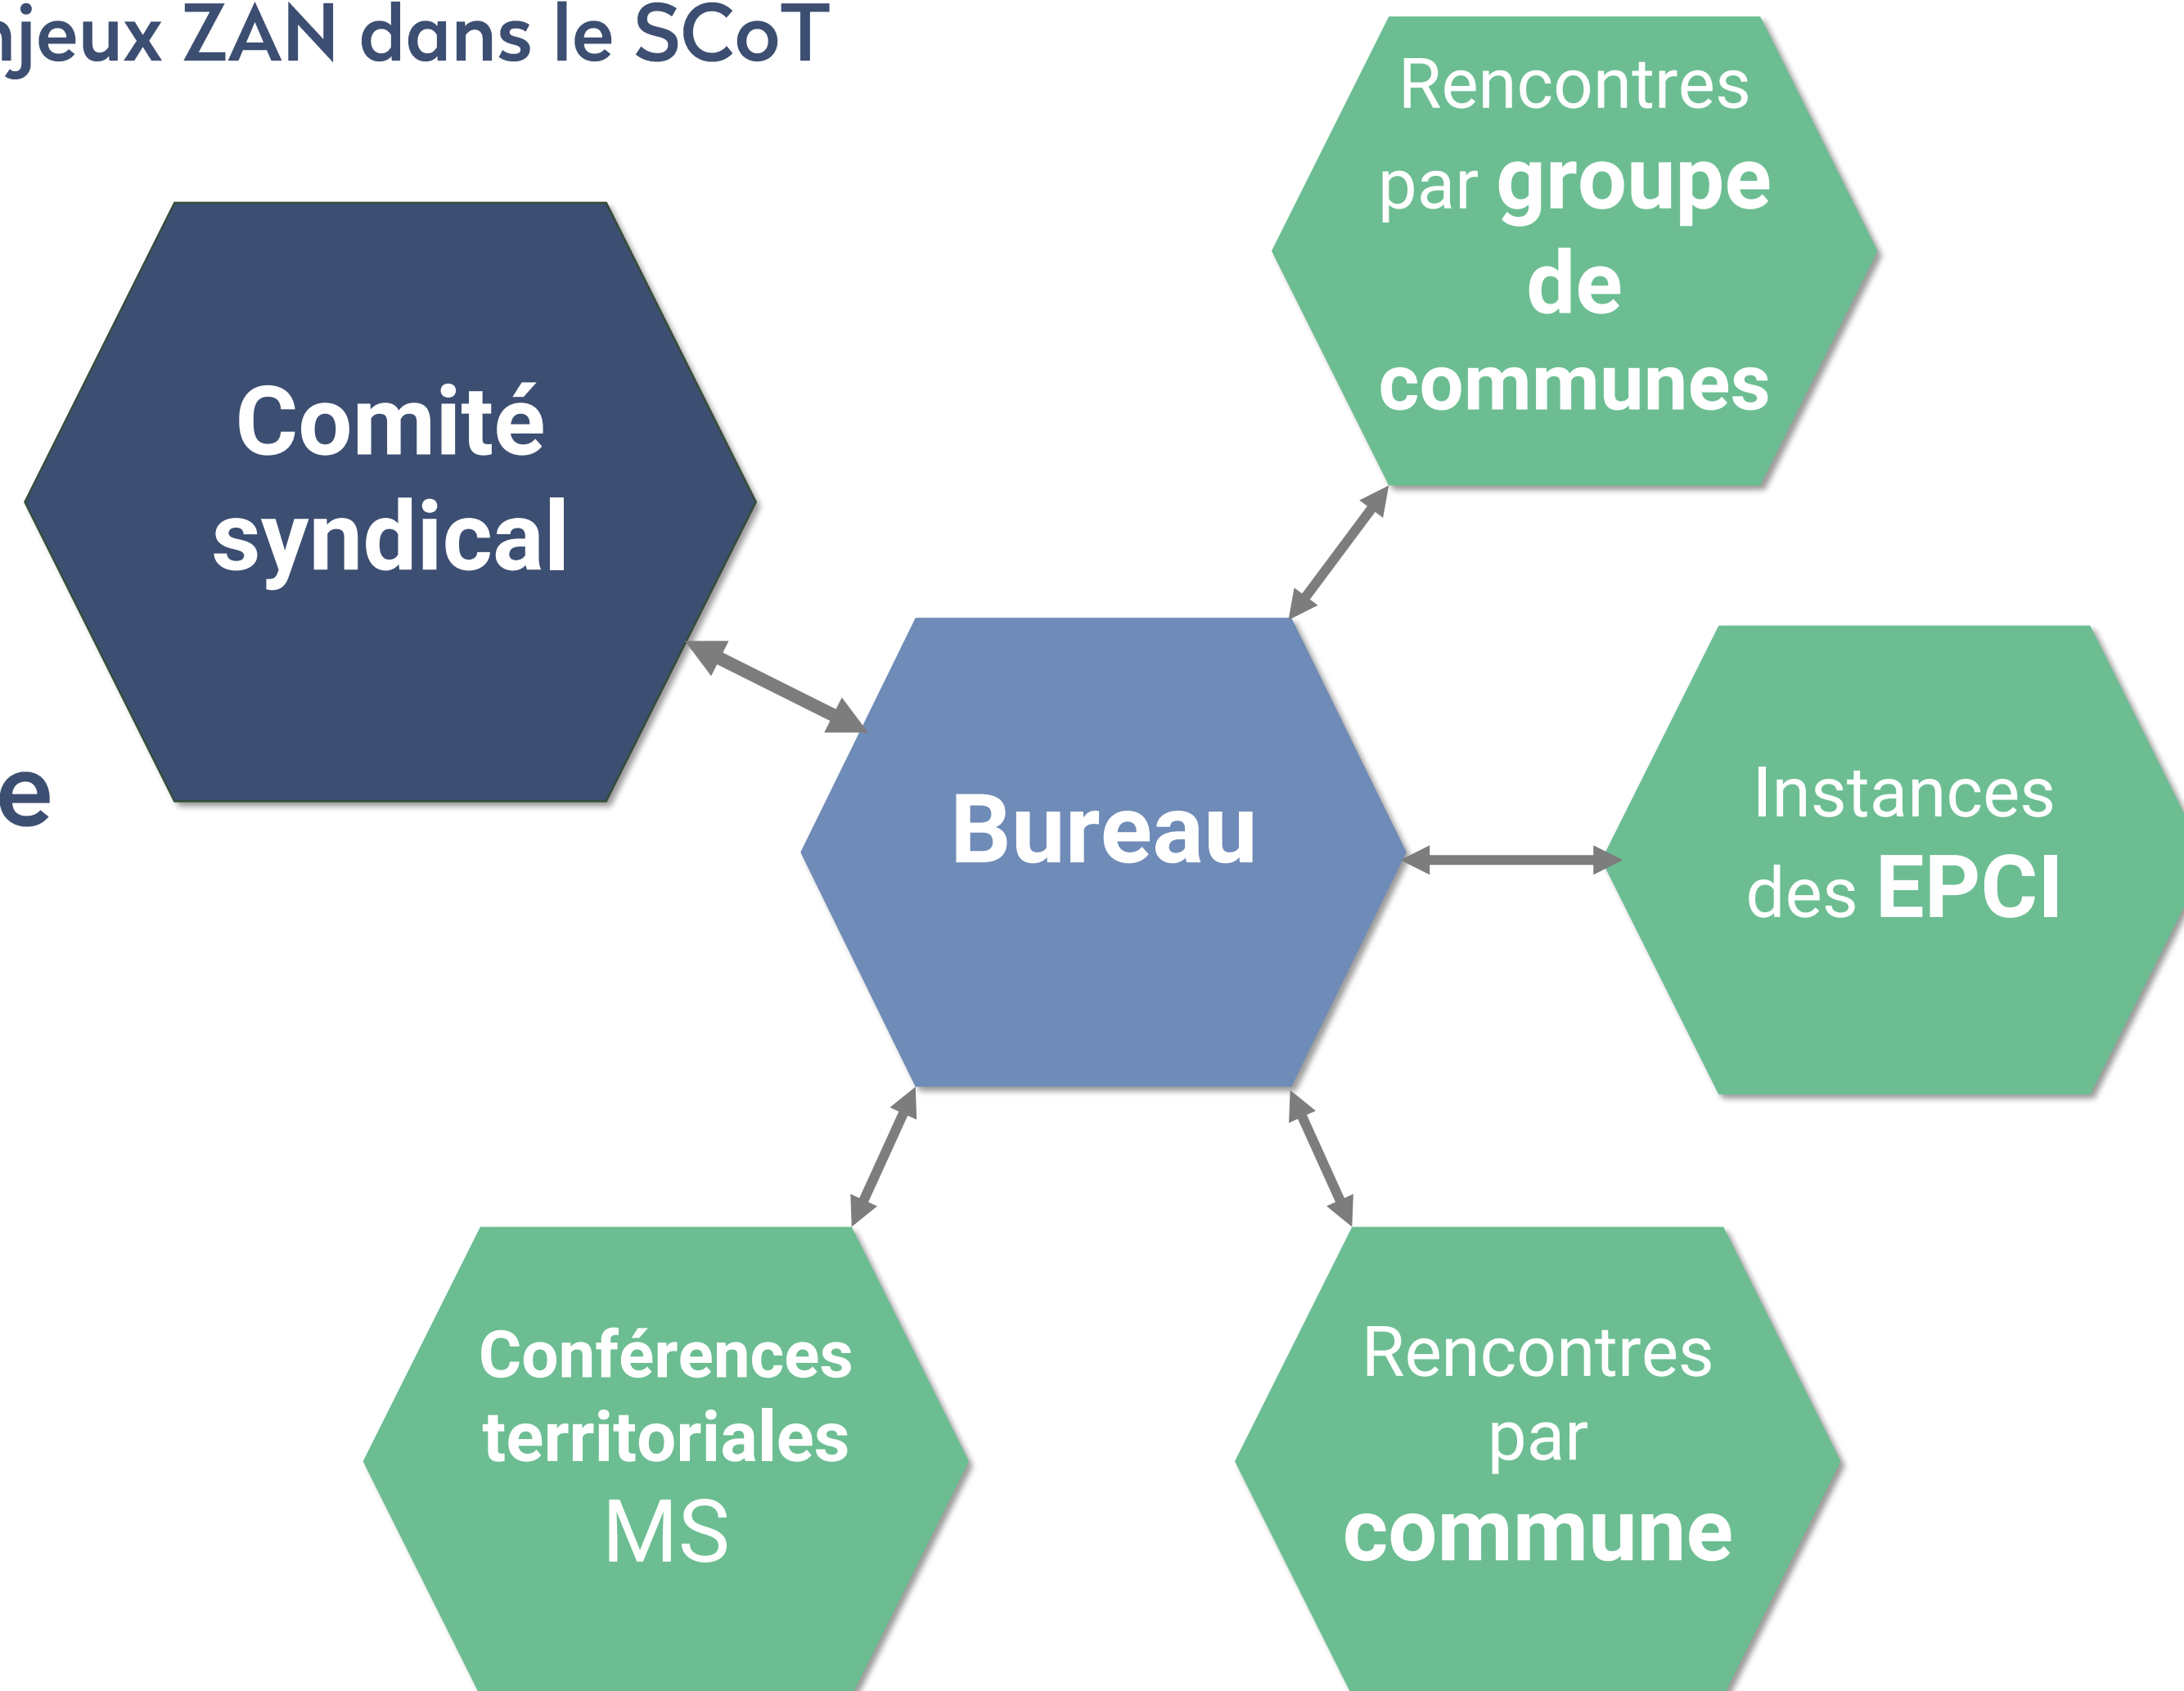 njeux ZAN dans le SCoT
Rencontres
par groupe
de
communes
Comité
syndical
e
Bureau
Instances
des EPCI
Conférences
territoriales
MS
Rencontres
par
commune